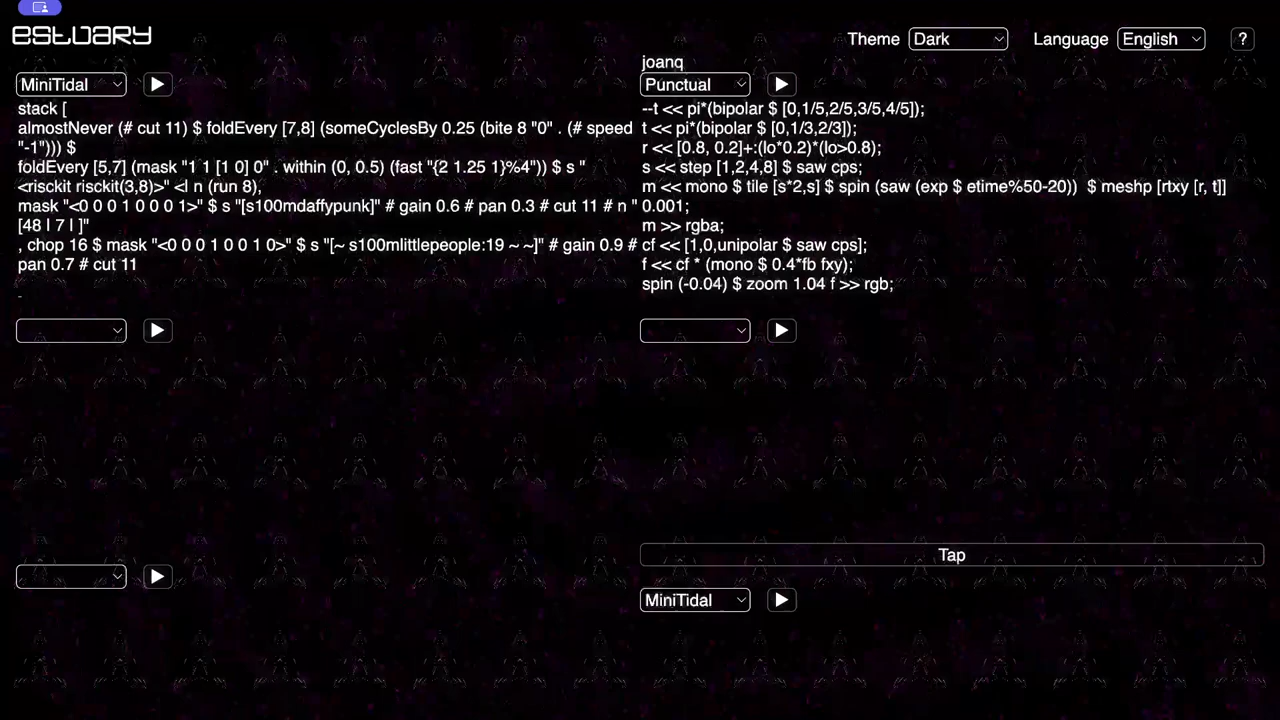 estuary
Theme Dark Language English ?
MiniTidal
stack [
almostNever (# cut 11) $ foldEvery [7,8] (someCyclesBy 0.25 (bite 8 "0" . (# speed
"-1"))) $
foldEvery [5,7] (mask "1 1 [1 0] 0" . within (0, 0.5) (fast "{2 1.25 1}%4")) $ s "
<risckit risckit(3,8)>" <| n (run 8),
mask "<0 0 0 1 0 0 0 1>" $ s "[s100mdaffypunk]" # gain 0.6 # pan 0.3 # cut 11 # n "
[48 | 7 | ]"
, chop 16 $ mask "<0 0 0 1 0 0 1 0>" $ s "[~ s100mlittlepeople:19 ~ ~]" # gain 0.9 #
pan 0.7 # cut 11
joanq
Punctual
--t << pi*(bipolar $ [0,1/5,2/5,3/5,4/5]);
t << pi*(bipolar $ [0,1/3,2/3]);
r << [0.8, 0.2]+:(lo*0.2)*(lo>0.8);
s << step [1,2,4,8] $ saw cps;
m << mono $ tile [s*2,s] $ spin (saw (exp $ etime%50-20))  $ meshp [rtxy [r, t]]
0.001;
m >> rgba;
cf << [1,0,unipolar $ saw cps];
f << cf * (mono $ 0.4*fb fxy);
spin (-0.04) $ zoom 1.04 f >> rgb;
Tap
MiniTidal